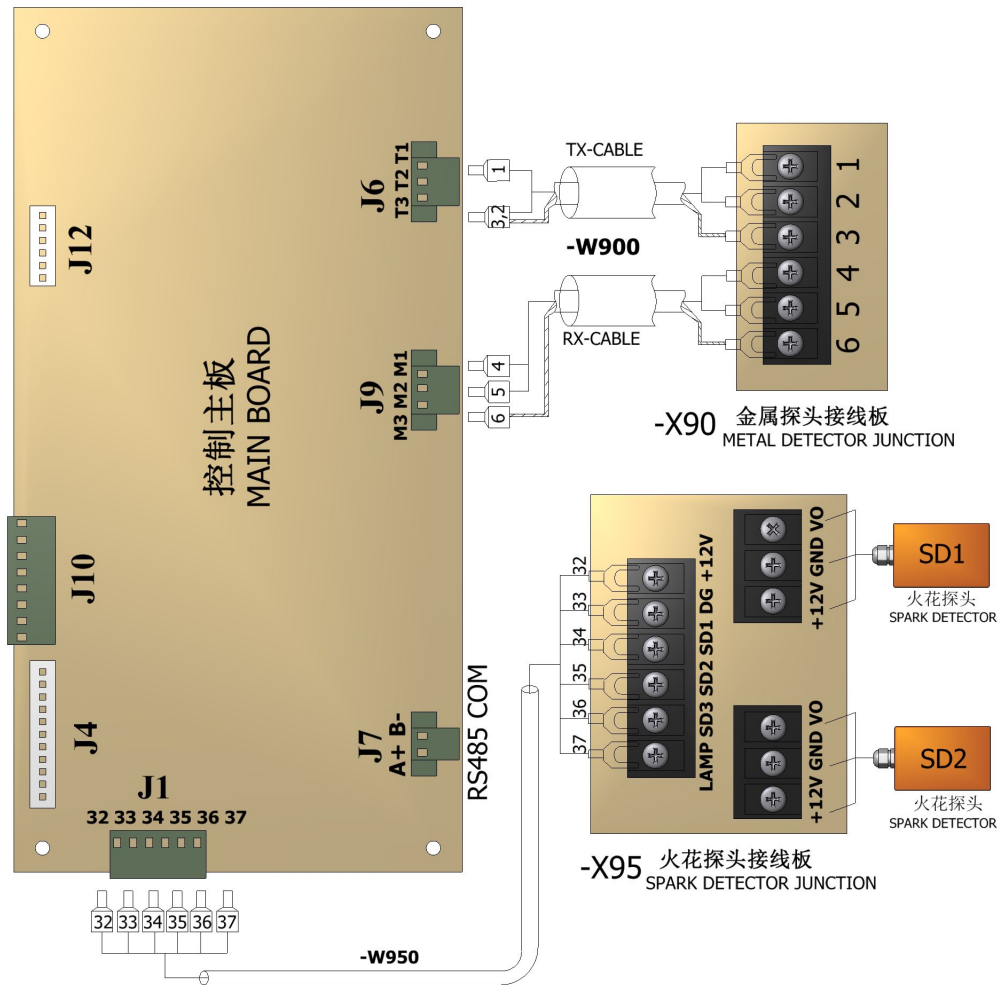 J12
控制主板
MAIN BOARD
J10
J4
J1
32 33 34 35 36 37
32 33 34 35 36 37
-W950
J6
T3 T2 T1
1
3,2
TX-CABLE
-W900
RX-CABLE
J9
M3 M2 M1
4
5
6
J7
A+ B-
RS485 COM
1
2
3
4
5
6
-X90 金属探头接线板
METAL DETECTOR JUNCTION
32
33
34
35
36
37
LAMP SD3 SD2 SD1 DG +12V
+12V GND VO
SD1
火花探头
SPARK DETECTOR
+12V GND VO
SD2
火花探头
SPARK DETECTOR
-X95 火花探头接线板
SPARK DETECTOR JUNCTION